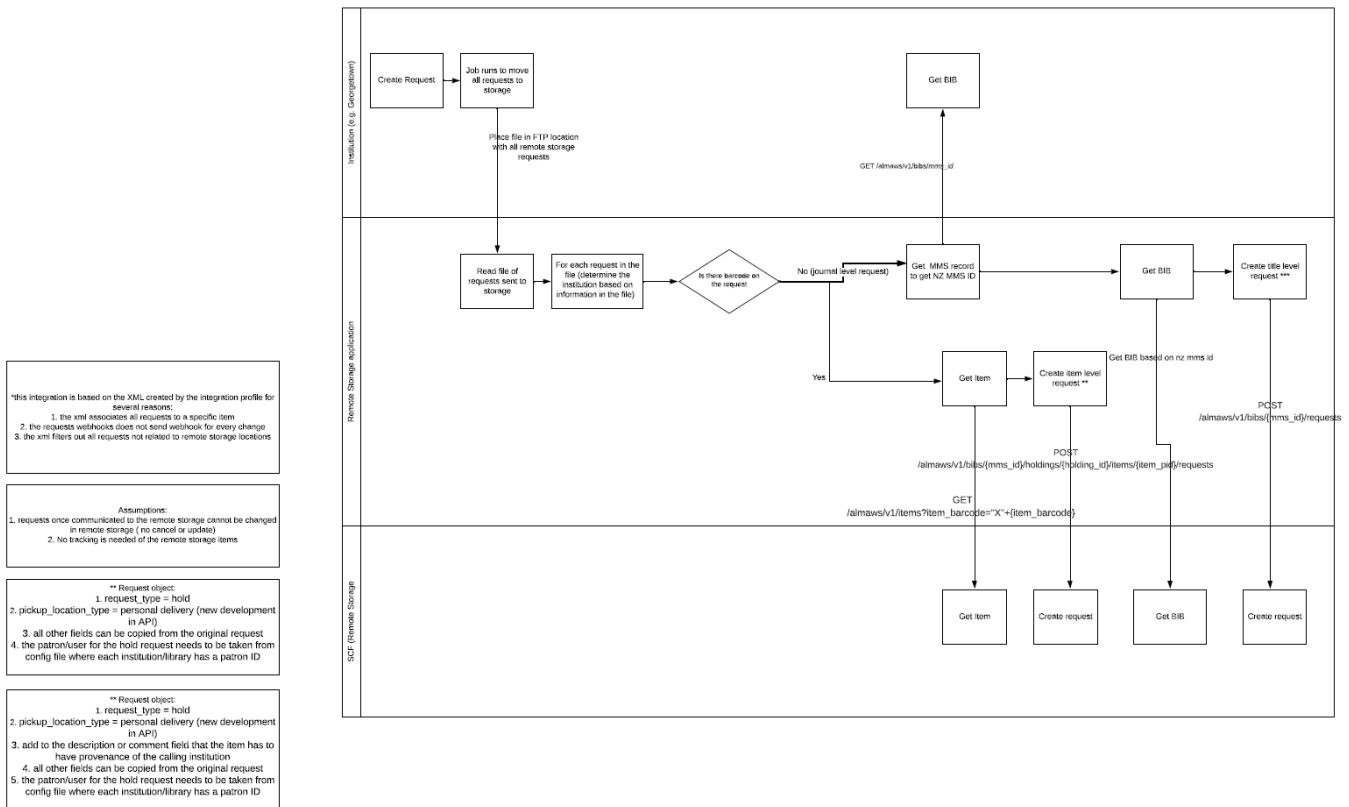 Institution (e.g. Georgetown)
Create Request
Job runs to move
all requests to
storage
Get BIB
Place file in FTP location
with all remote storage
requests
GET /almaws/v1/bibs/mms_id
Remote Storage application
Read file of
requests sent to
storage
For each request in the
file (determine the
institution based on
information in the file)
Is there barcode on
the request
No (journal level request)
Get MMS record
to get NZ MMS ID
Get BIB
Create title level
request ***
Yes
Get Item
Create item level
request **
Get BIB based on nz mms id
POST
/almaws/v1/bibs/{mms_id}/requests
POST
/almaws/v1/bibs/{mms_id}/holdings/{holding_id}/items/{item_pid}/requests
GET
/almaws/v1/items?item_barcode="X"+{item_barcode}
SCF (Remote Storage
Get Item
Create request
Get BIB
Create request
*this integration is based on the XML created by the integration profile for
several reasons:
1. the xml associates all requests to a specific item
2. the requests webhooks does not send webhook for every change
3. the xml filters out all requests not related to remote storage locations
Assumptions:
1. requests once communicated to the remote storage cannot be changed
in remote storage ( no cancel or update)
2. No tracking is needed of the remote storage items
** Request object:
1. request_type = hold
2. pickup_location_type = personal delivery (new development
in API)
3. all other fields can be copied from the original request
4. the patron/user for the hold request needs to be taken from
config file where each institution/library has a patron ID
** Request object:
1. request_type = hold
2. pickup_location_type = personal delivery (new development
in API)
3. add to the description or comment field that the item has to
have provenance of the calling institution
4. all other fields can be copied from the original request
5. the patron/user for the hold request needs to be taken from
config file where each institution/library has a patron ID